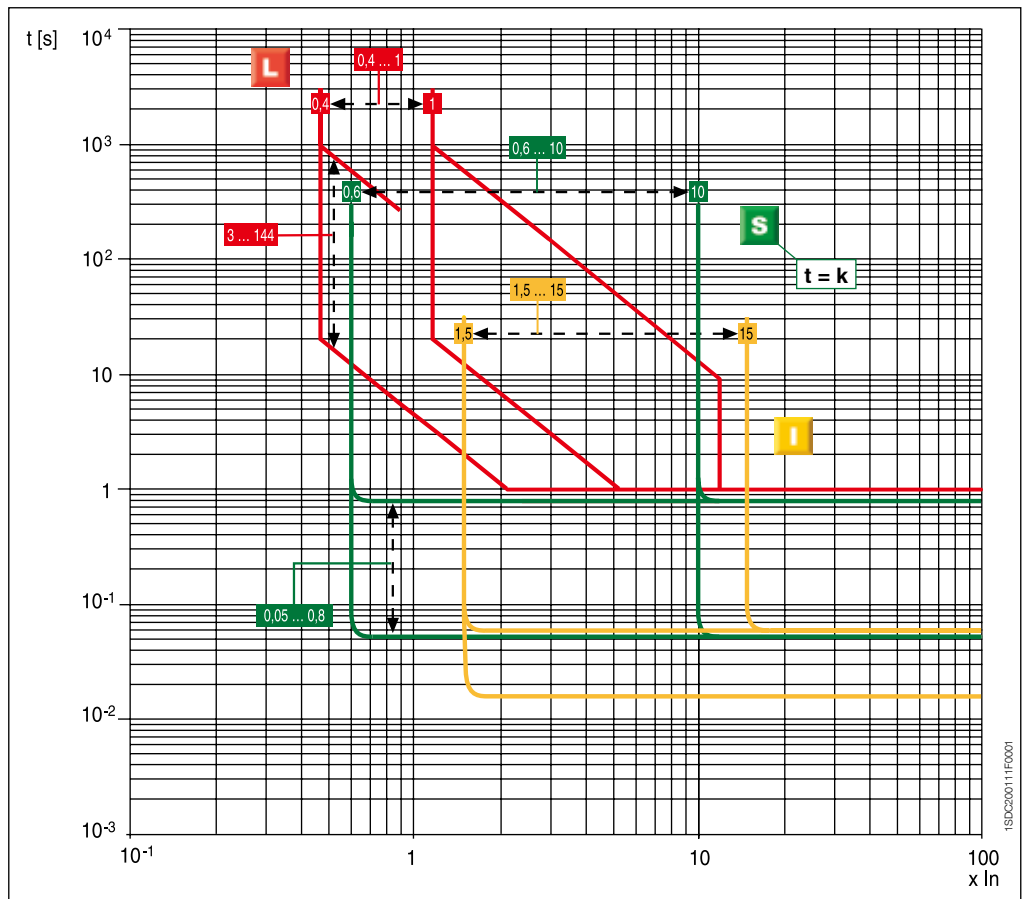 t [s]
10⁴
L
0,4 ... 1
0,4
1
10³
0,6 ... 10
0,6
10
S
3 ... 144
10²
t = k
1,5 ... 15
1,5
15
10
I
1
10⁻¹
0,05 ... 0,8
10⁻²
10⁻³
10⁻¹
1
10
100
x In
1SDC200111F0001